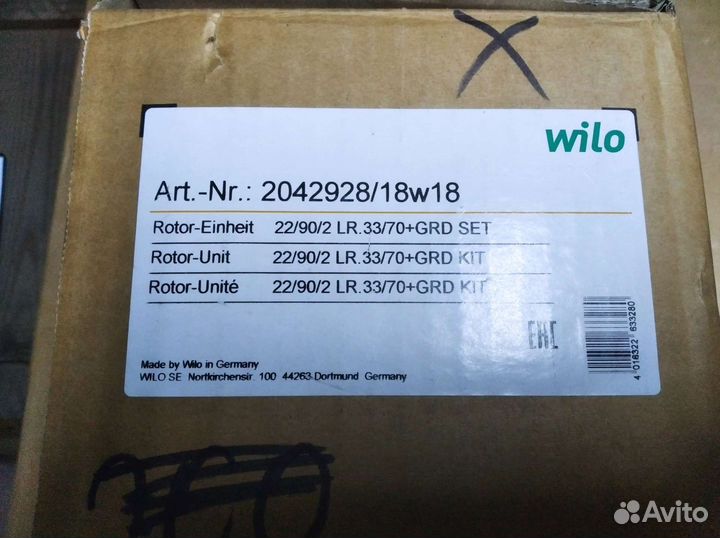 wilo
Art.-Nr.: 2042928/18w18
Rotor-Einheit 22/90/2 LR.33/70+GRD SET
Rotor-Unit 22/90/2 LR.33/70+GRD KIT
Rotor-Unité 22/90/2 LR.33/70+GRD KIT
EAC
4 016322 633280
Made by Wilo in Germany
WILO SE Nortkirchenstr. 100 44263 Dortmund Germany
Avito